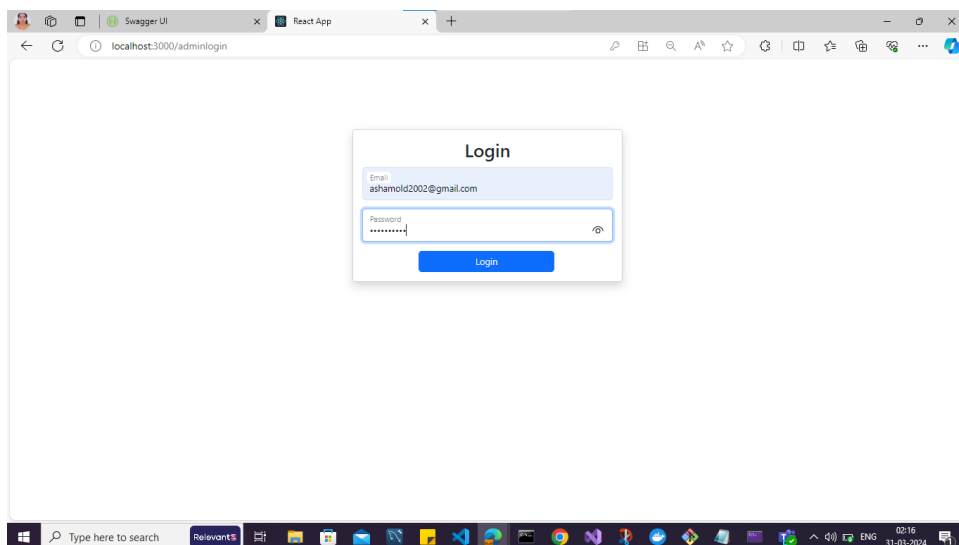 Swagger UI
React App
localhost:3000/adminlogin
Login
Email
ashamold2002@gmail.com
Password
••••••••••
Login
Type here to search
Relevant
ENG
02:16
31-03-2024